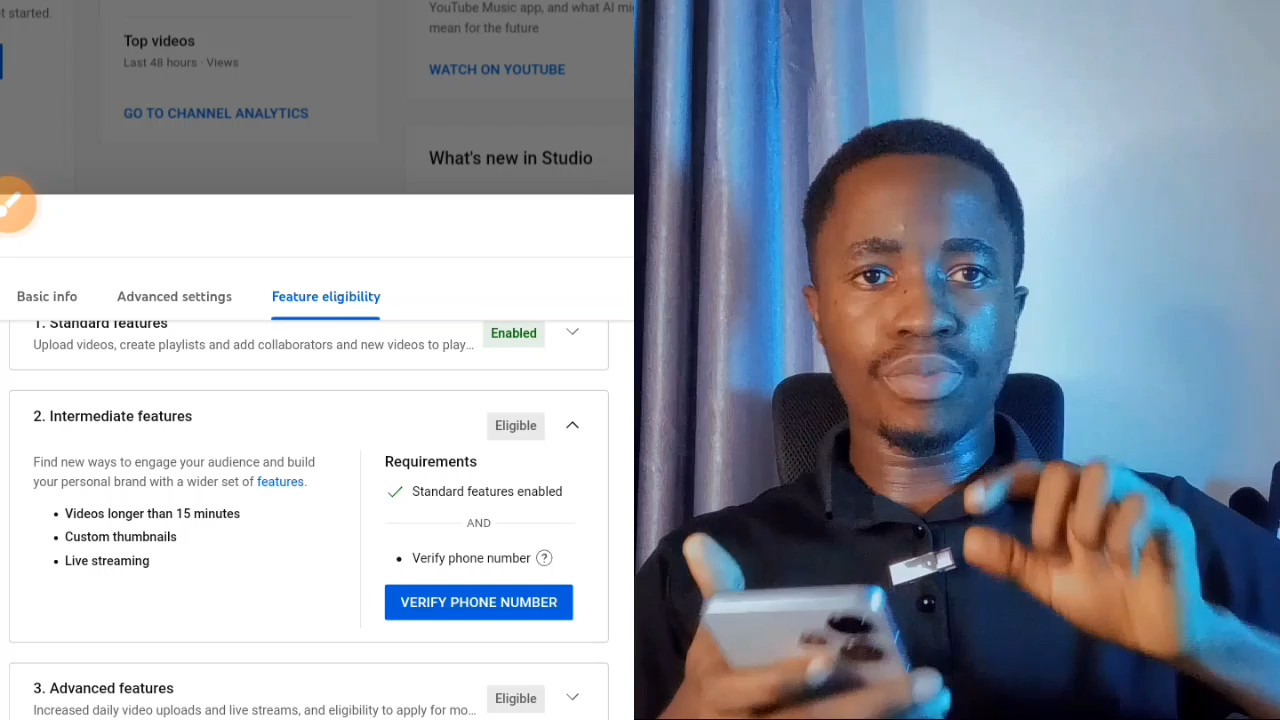 t started.
Top videos
Last 48 hours · Views
GO TO CHANNEL ANALYTICS
YouTube Music app, and what AI mi
mean for the future
WATCH ON YOUTUBE
What's new in Studio
Basic info
Advanced settings
Feature eligibility
1. Standard features
Enabled
Upload videos, create playlists and add collaborators and new videos to play...
2. Intermediate features
Eligible
Find new ways to engage your audience and build
your personal brand with a wider set of features.
• Videos longer than 15 minutes
• Custom thumbnails
• Live streaming
Requirements
Standard features enabled
AND
• Verify phone number ?
VERIFY PHONE NUMBER
3. Advanced features
Eligible
Increased daily video uploads and live streams, and eligibility to apply for mo...